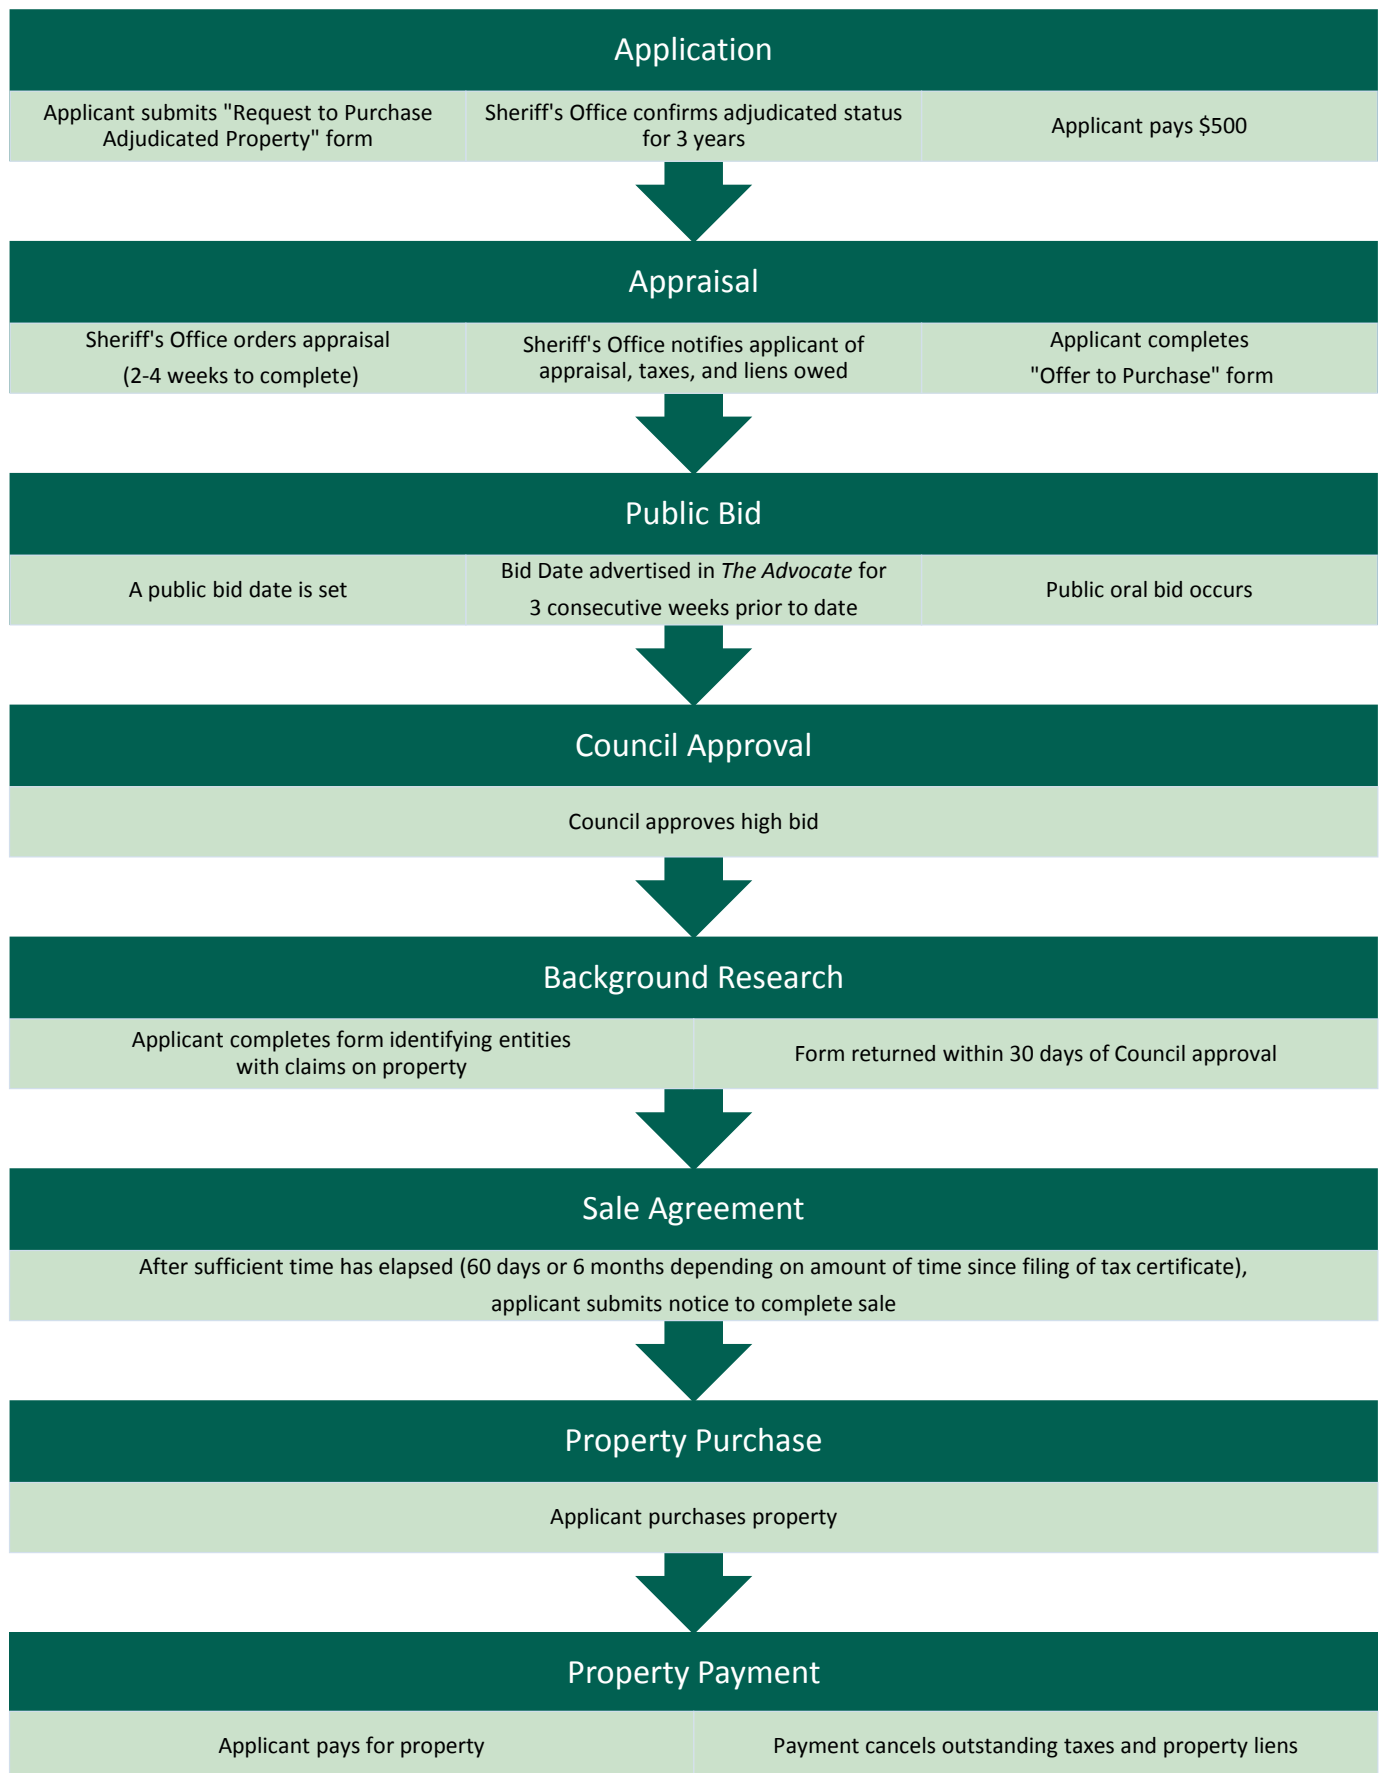 Application
Applicant submits "Request to Purchase
Adjudicated Property" form
Sheriff's Office confirms adjudicated status
for 3 years
Applicant pays $500
Appraisal
Sheriff's Office orders appraisal
(2-4 weeks to complete)
Sheriff's Office notifies applicant of
appraisal, taxes, and liens owed
Applicant completes
"Offer to Purchase" form
Public Bid
A public bid date is set
Bid Date advertised in The Advocate for
3 consecutive weeks prior to date
Public oral bid occurs
Council Approval
Council approves high bid
Background Research
Applicant completes form identifying entities
with claims on property
Form returned within 30 days of Council approval
Sale Agreement
After sufficient time has elapsed (60 days or 6 months depending on amount of time since filing of tax certificate),
applicant submits notice to complete sale
Property Purchase
Applicant purchases property
Property Payment
Applicant pays for property
Payment cancels outstanding taxes and property liens